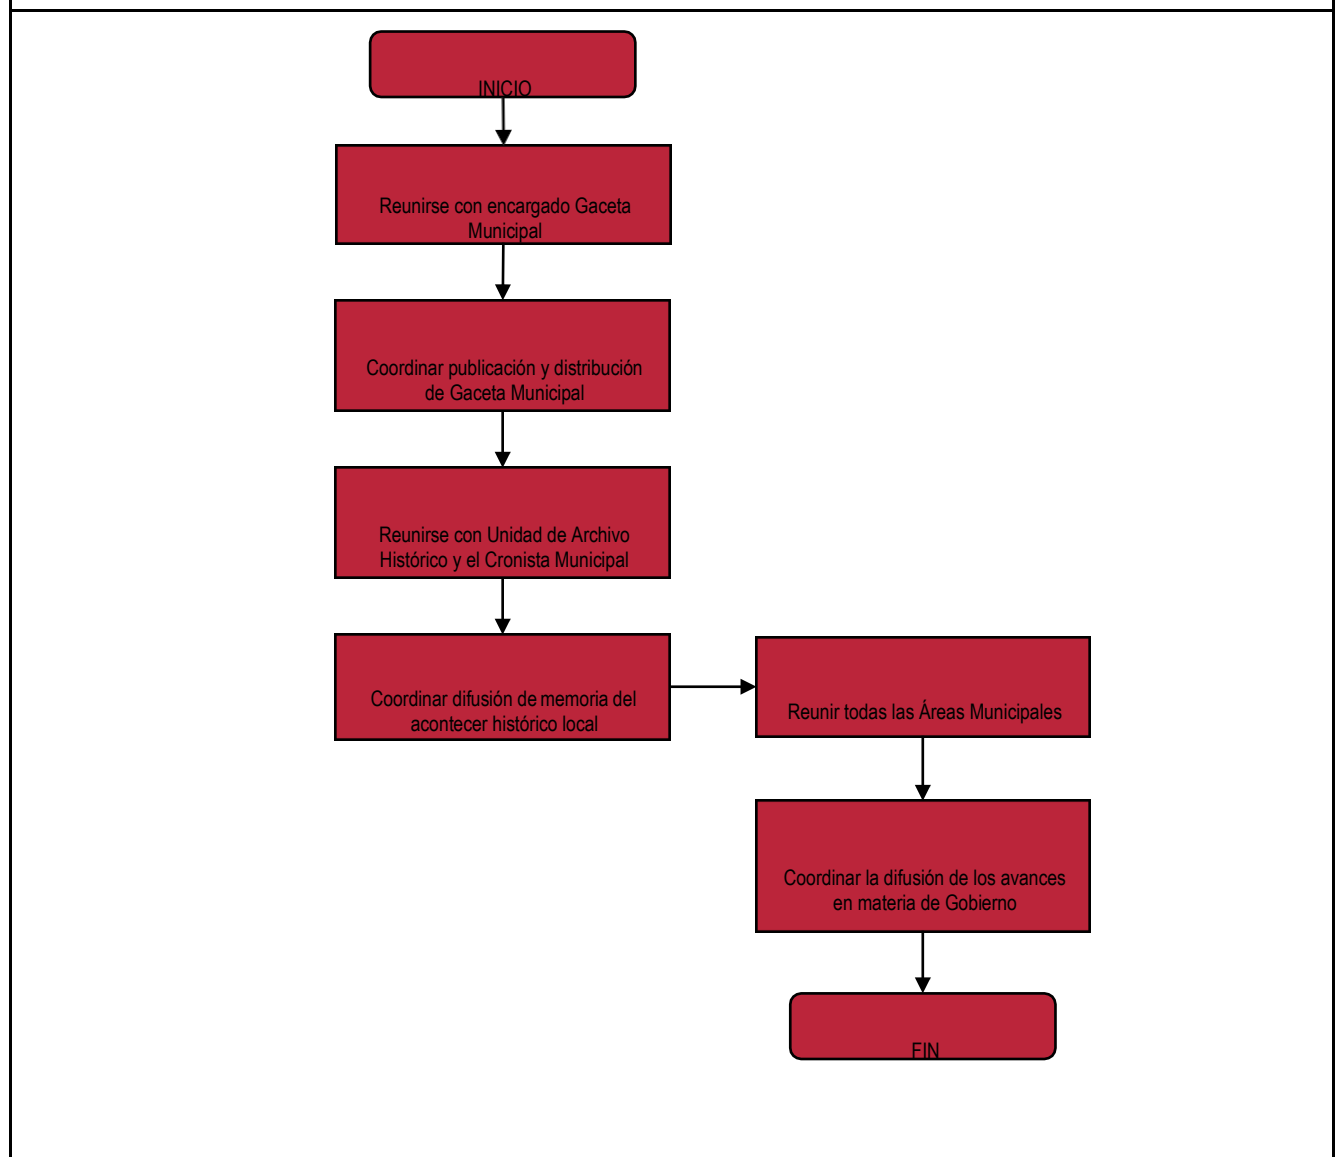 INICIO
Reunirse con encargado Gaceta
Municipal
Coordinar publicación y distribución
de Gaceta Municipal
Reunirse con Unidad de Archivo
Histórico y el Cronista Municipal
Coordinar difusión de memoria del
acontecer histórico local
Reunir todas las Áreas Municipales
Coordinar la difusión de los avances
en materia de Gobierno
FIN